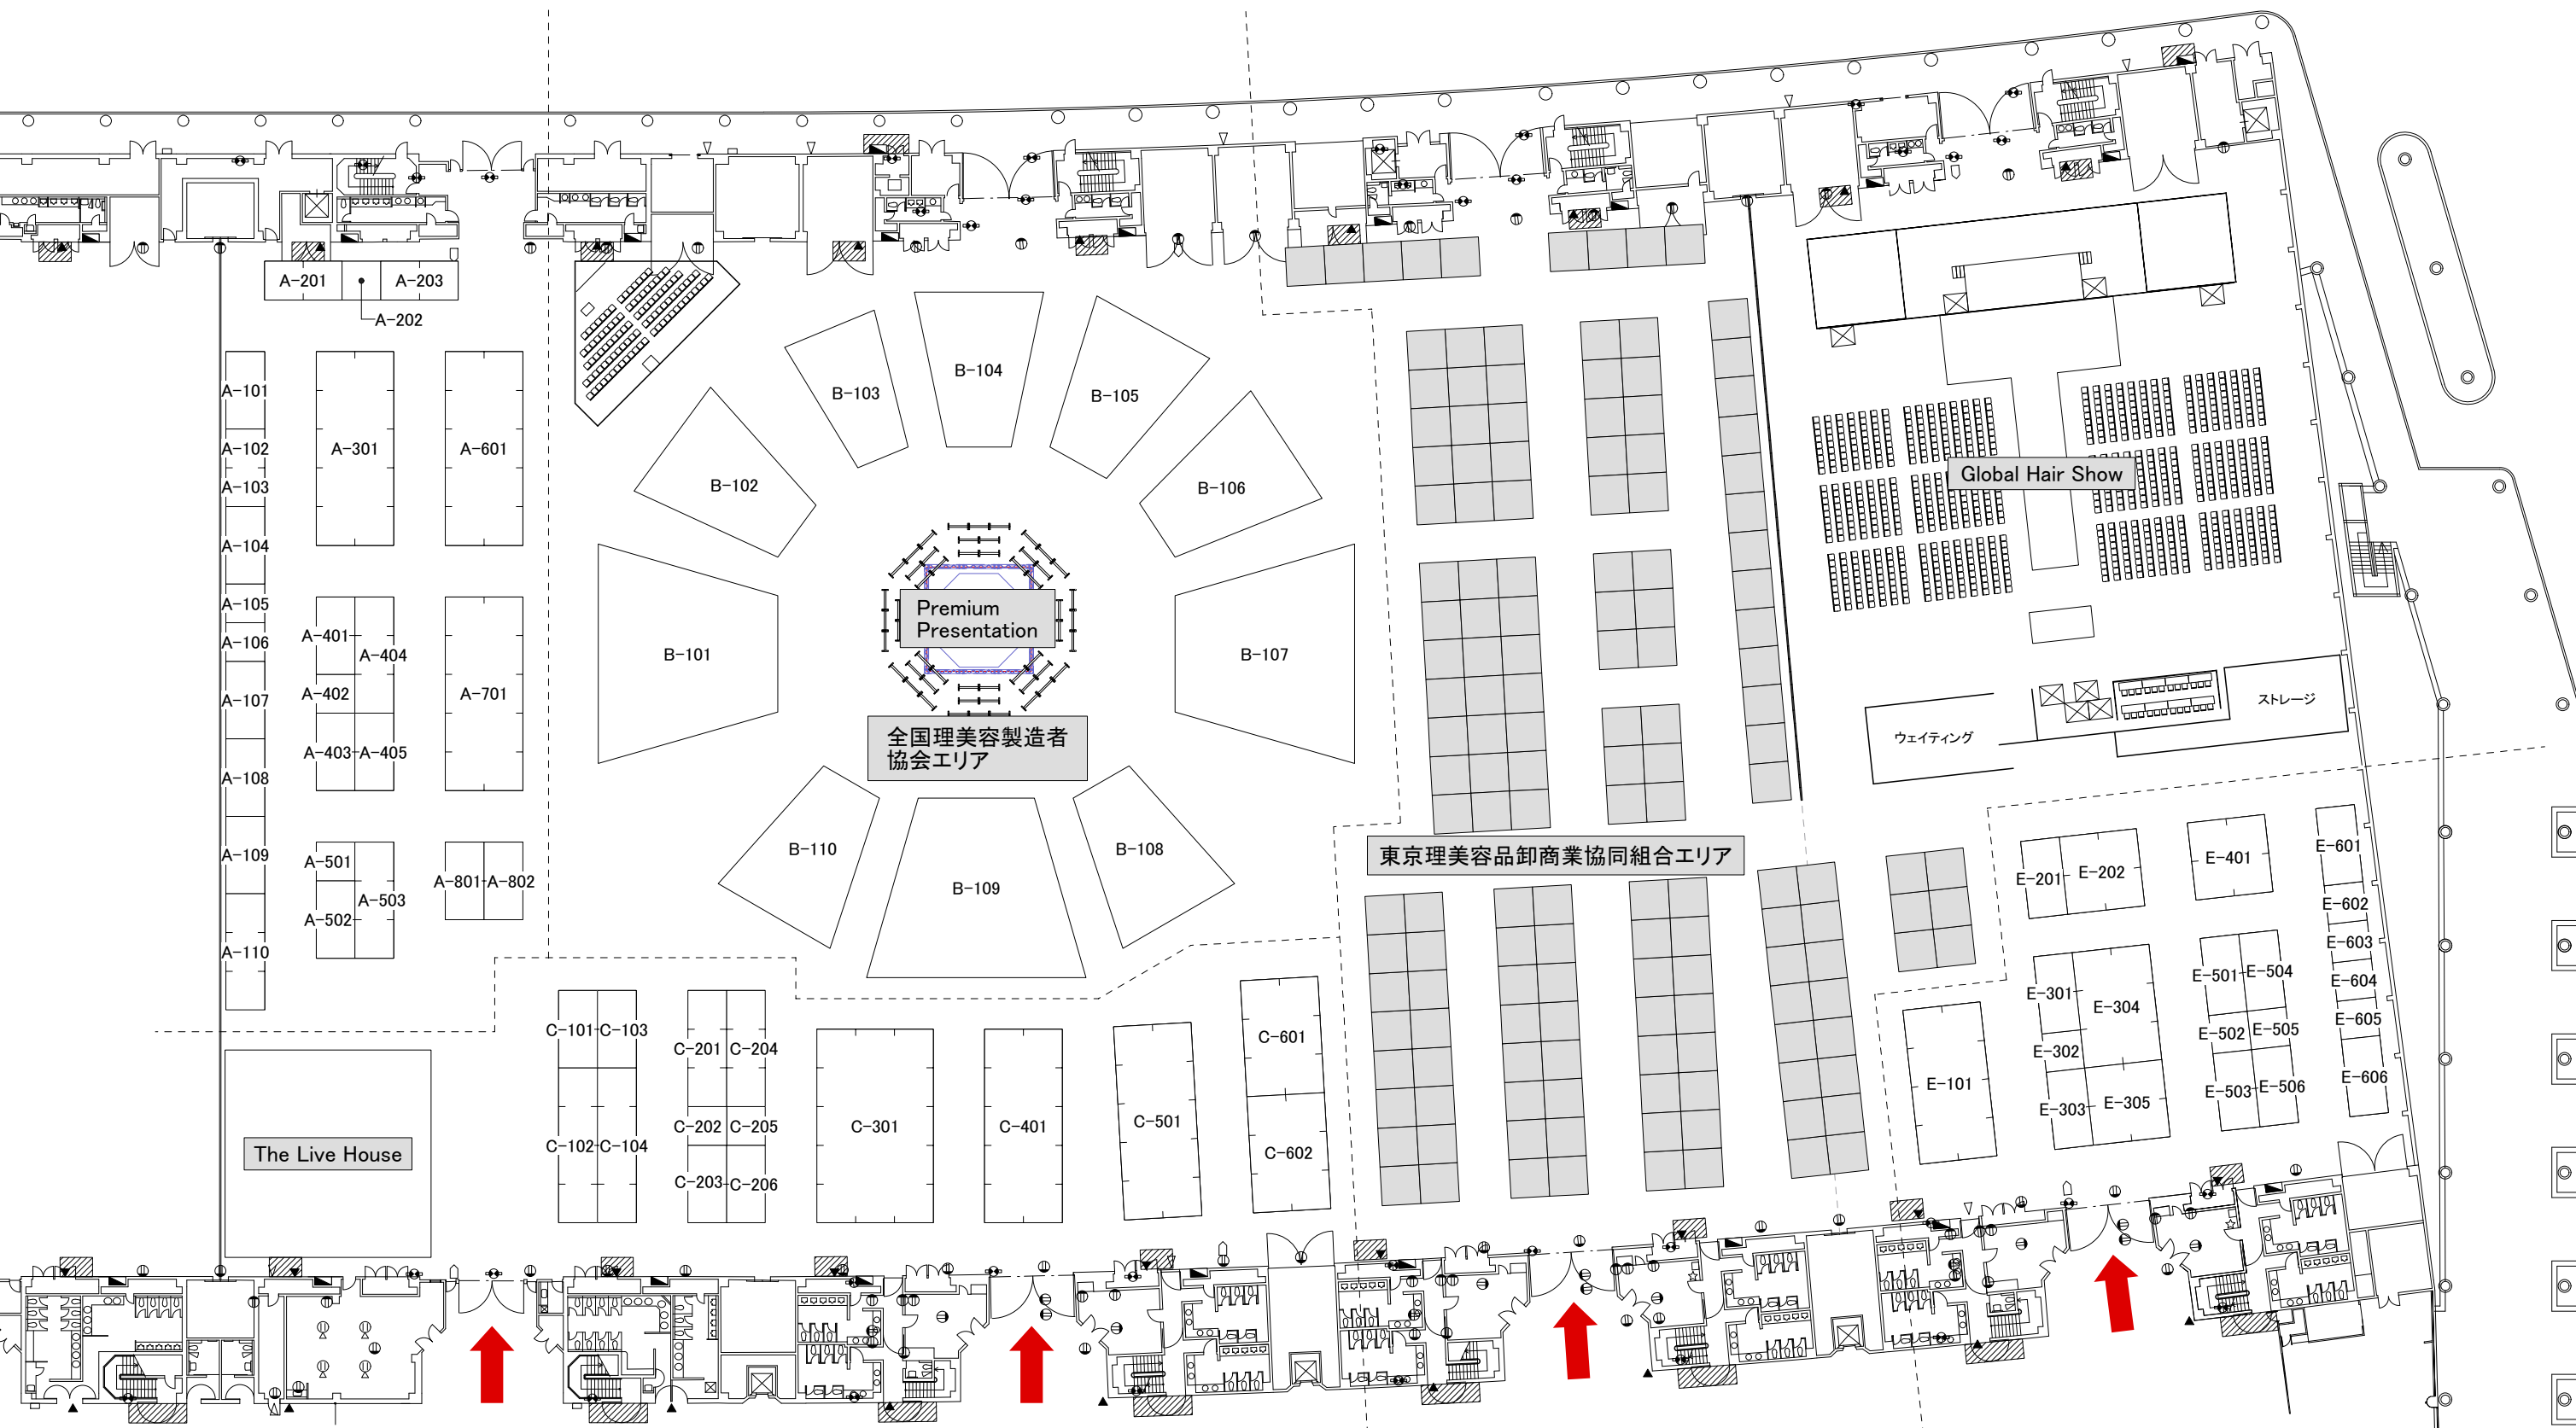 A-201
A-202
A-203
A-101
A-102
A-103
A-104
A-105
A-106
A-107
A-108
A-109
A-110
A-301
A-601
A-401
A-404
A-402
A-403
A-405
A-701
A-501
A-502
A-503
A-801
A-802
The Live House
B-101
B-102
B-103
B-104
B-105
B-106
B-107
B-108
B-109
B-110
Premium
Presentation
全国理美容製造者
協会エリア
C-101
C-103
C-102
C-104
C-201
C-204
C-202
C-205
C-203
C-206
C-301
C-401
C-501
C-601
C-602
東京理美容品卸商業協同組合エリア
Global Hair Show
ウェイティング
ストレージ
E-101
E-201
E-202
E-301
E-302
E-303
E-304
E-305
E-401
E-501
E-504
E-502
E-505
E-503
E-506
E-601
E-602
E-603
E-604
E-605
E-606